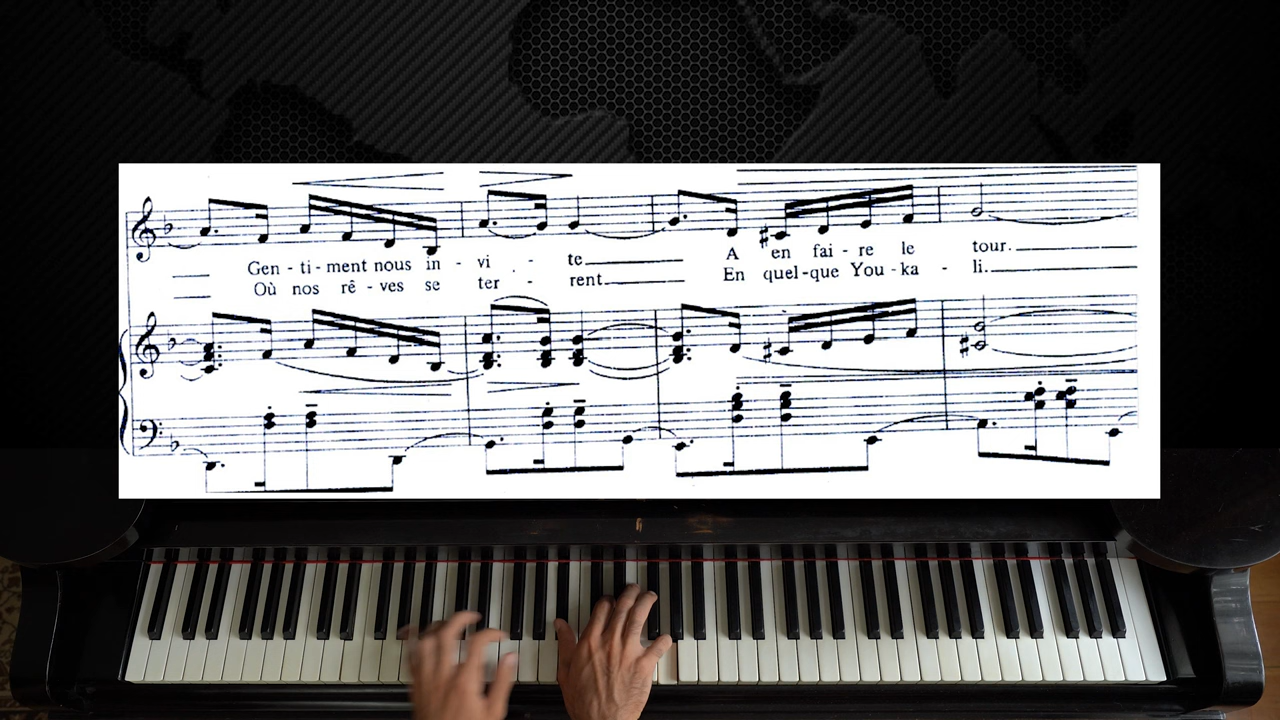 Gen - ti - ment nous in - vi - te A en fai - re le tour.
Où nos rê - ves se ter - rent En quel - que You - ka - li.